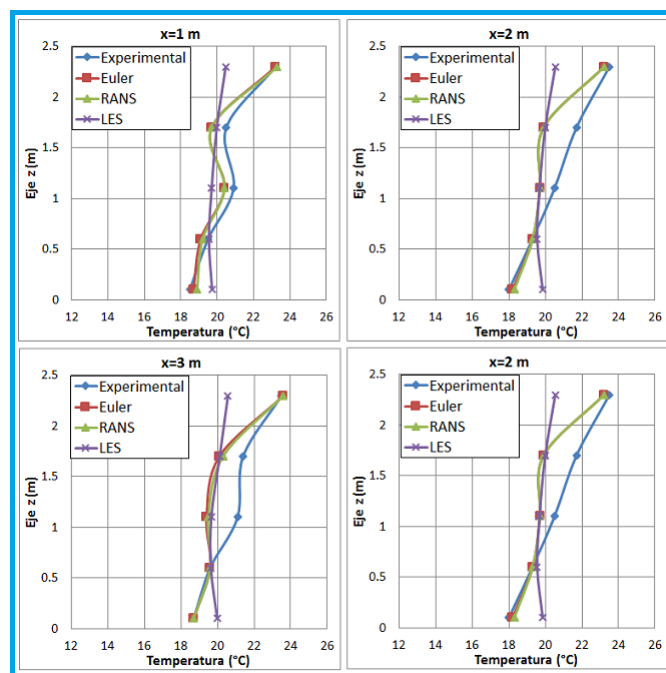 x=1 m
2.5
2
1.5
1
0.5
0
Eje z (m)
Experimental
Euler
RANS
LES
12 14 16 18 20 22 24 26
Temperatura (°C)
x=2 m
2.5
2
1.5
1
0.5
0
Eje z (m)
Experimental
Euler
RANS
LES
12 14 16 18 20 22 24 26
Temperatura (°C)
x=3 m
2.5
2
1.5
1
0.5
0
Eje z (m)
Experimental
Euler
RANS
LES
12 14 16 18 20 22 24 26
Temperatura (°C)
x=2 m
2.5
2
1.5
1
0.5
0
Eje z (m)
Experimental
Euler
RANS
LES
12 14 16 18 20 22 24 26
Temperatura (°C)